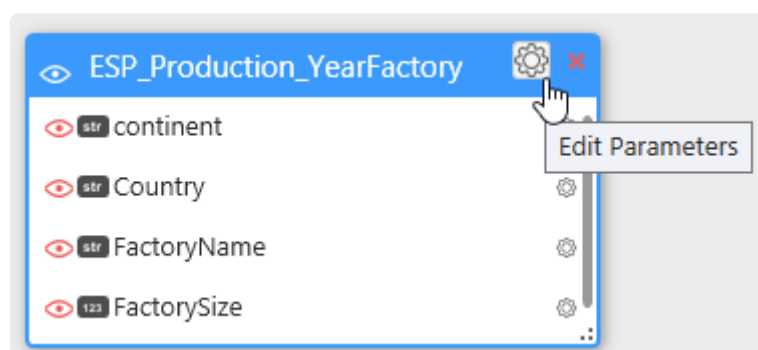 ESP_Production_YearFactory
str continent
Edit Parameters
str Country
str FactoryName
123 FactorySize